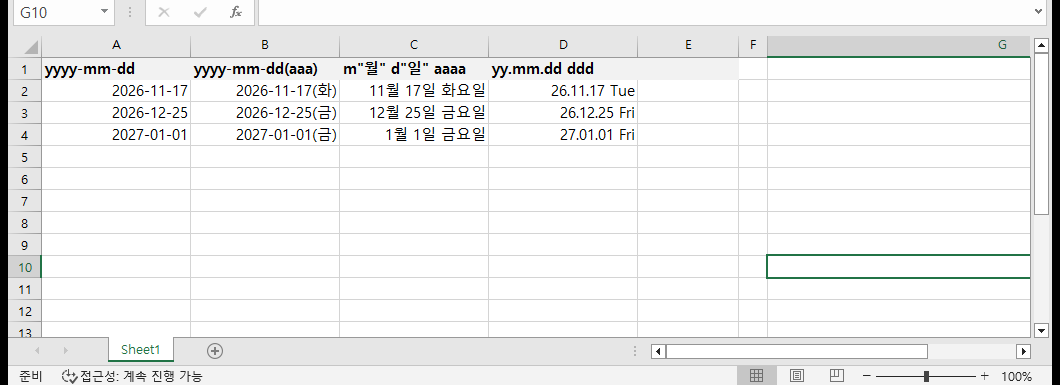 G10 fx
A B C D E F G
1 yyyy-mm-dd yyyy-mm-dd(aaa) m"월" d"일" aaaa yy.mm.dd ddd
2 2026-11-17 2026-11-17(화) 11월 17일 화요일 26.11.17 Tue
3 2026-12-25 2026-12-25(금) 12월 25일 금요일 26.12.25 Fri
4 2027-01-01 2027-01-01(금) 1월 1일 금요일 27.01.01 Fri
5
6
7
8
9
10
11
12
13
Sheet1
준비 접근성: 계속 진행 가능 100%